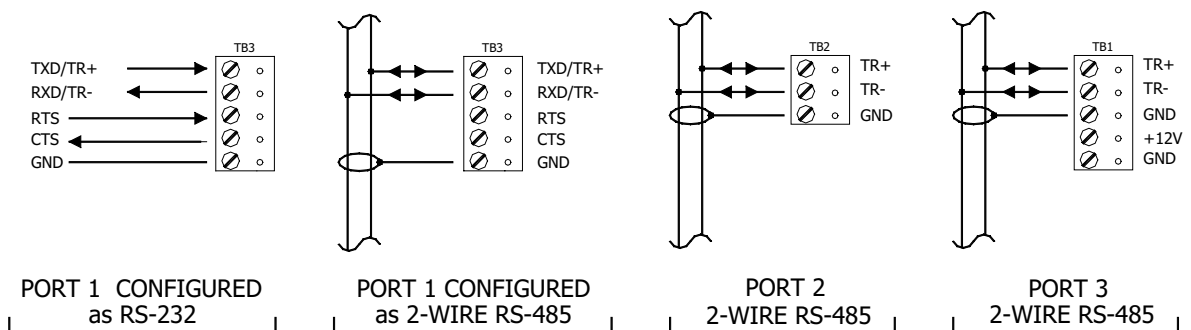 TB3
TXD/TR+
RXD/TR-
RTS
CTS
GND
PORT 1 CONFIGURED
as RS-232
TB3
TXD/TR+
RXD/TR-
RTS
CTS
GND
PORT 1 CONFIGURED
as 2-WIRE RS-485
TB2
TR+
TR-
GND
PORT 2
2-WIRE RS-485
TB1
TR+
TR-
GND
+12V
GND
PORT 3
2-WIRE RS-485